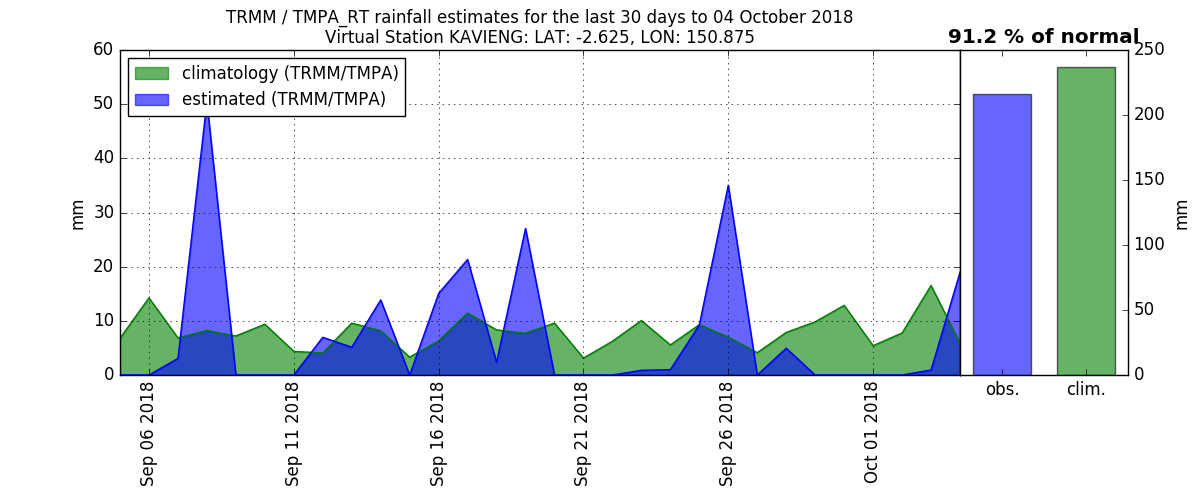 TRMM / TMPA_RT rainfall estimates for the last 30 days to 04 October 2018
Virtual Station KAVIENG: LAT: -2.625, LON: 150.875
91.2 % of normal
climatology (TRMM/TMPA)
estimated (TRMM/TMPA)
60
50
40
30
20
10
0
mm
Sep 06 2018
Sep 11 2018
Sep 16 2018
Sep 21 2018
Sep 26 2018
Oct 01 2018
obs.
clim.
250
200
150
100
50
0
mm